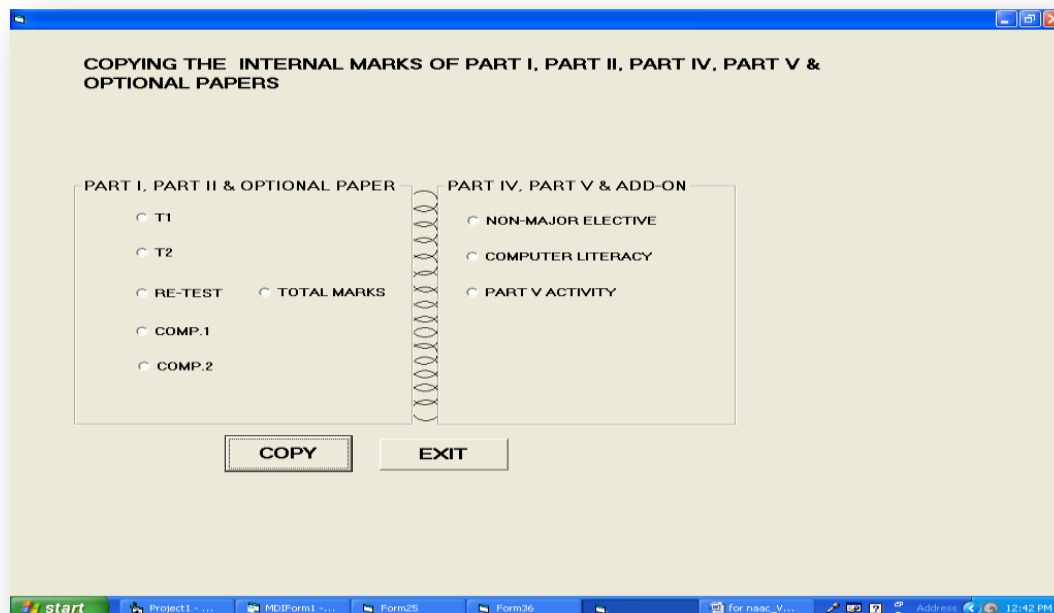 COPYING THE INTERNAL MARKS OF PART I, PART II, PART IV, PART V &
OPTIONAL PAPERS
PART I, PART II & OPTIONAL PAPER
T1
T2
RE-TEST
TOTAL MARKS
COMP.1
COMP.2
PART IV, PART V & ADD-ON
NON-MAJOR ELECTIVE
COMPUTER LITERACY
PART V ACTIVITY
COPY
EXIT
start
Project1 - ...
MDIForm1 -...
Form25
Form36
for naac_V...
Address
12:42 PM